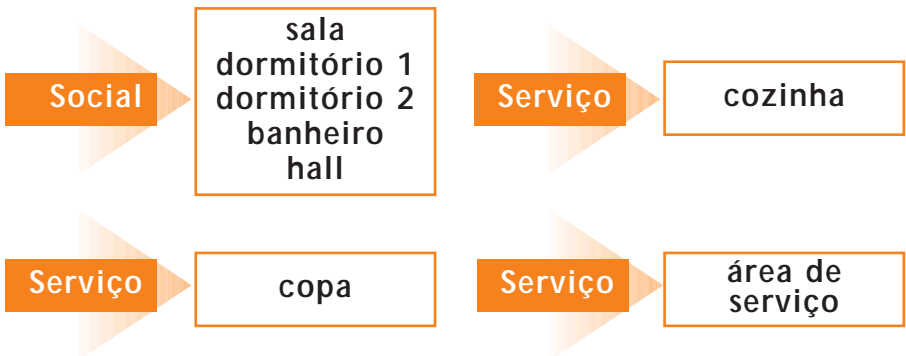 Social
sala
dormitório 1
dormitório 2
banheiro
hall
Serviço
cozinha
Serviço
copa
Serviço
área de
serviço